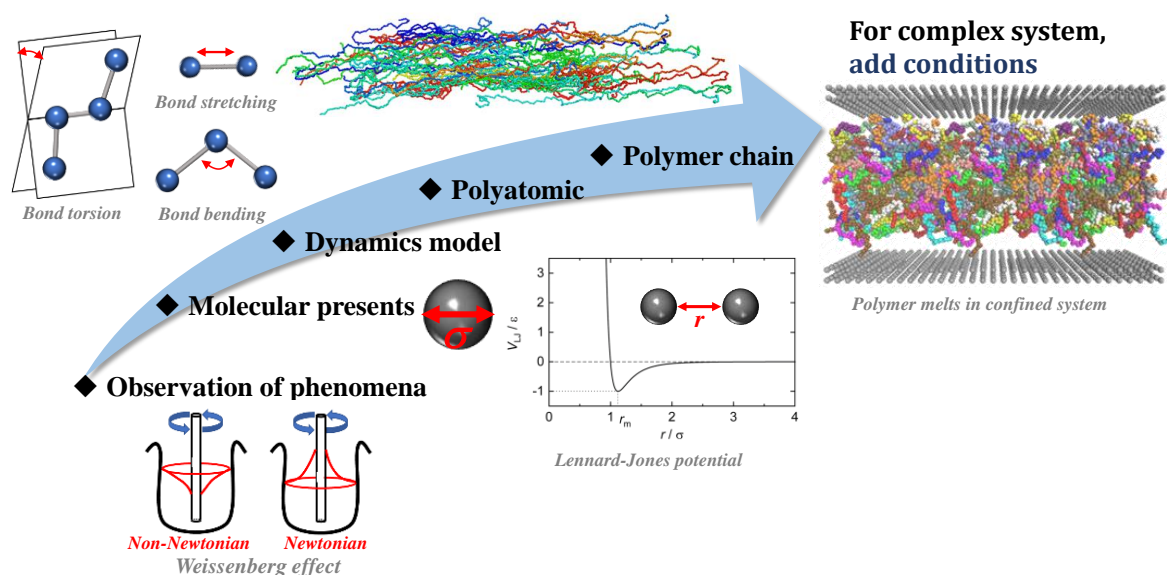 For complex system,
add conditions
Bond stretching
Bond torsion
Bond bending
◆ Polymer chain
◆ Polyatomic
◆ Dynamics model
◆ Molecular presents
◆ Observation of phenomena
σ
3
2
1
0
-1
V_LJ / ε
r
0 1 r_m 2 3 4
r / σ
Lennard-Jones potential
Polymer melts in confined system
Non-Newtonian Newtonian
Weissenberg effect